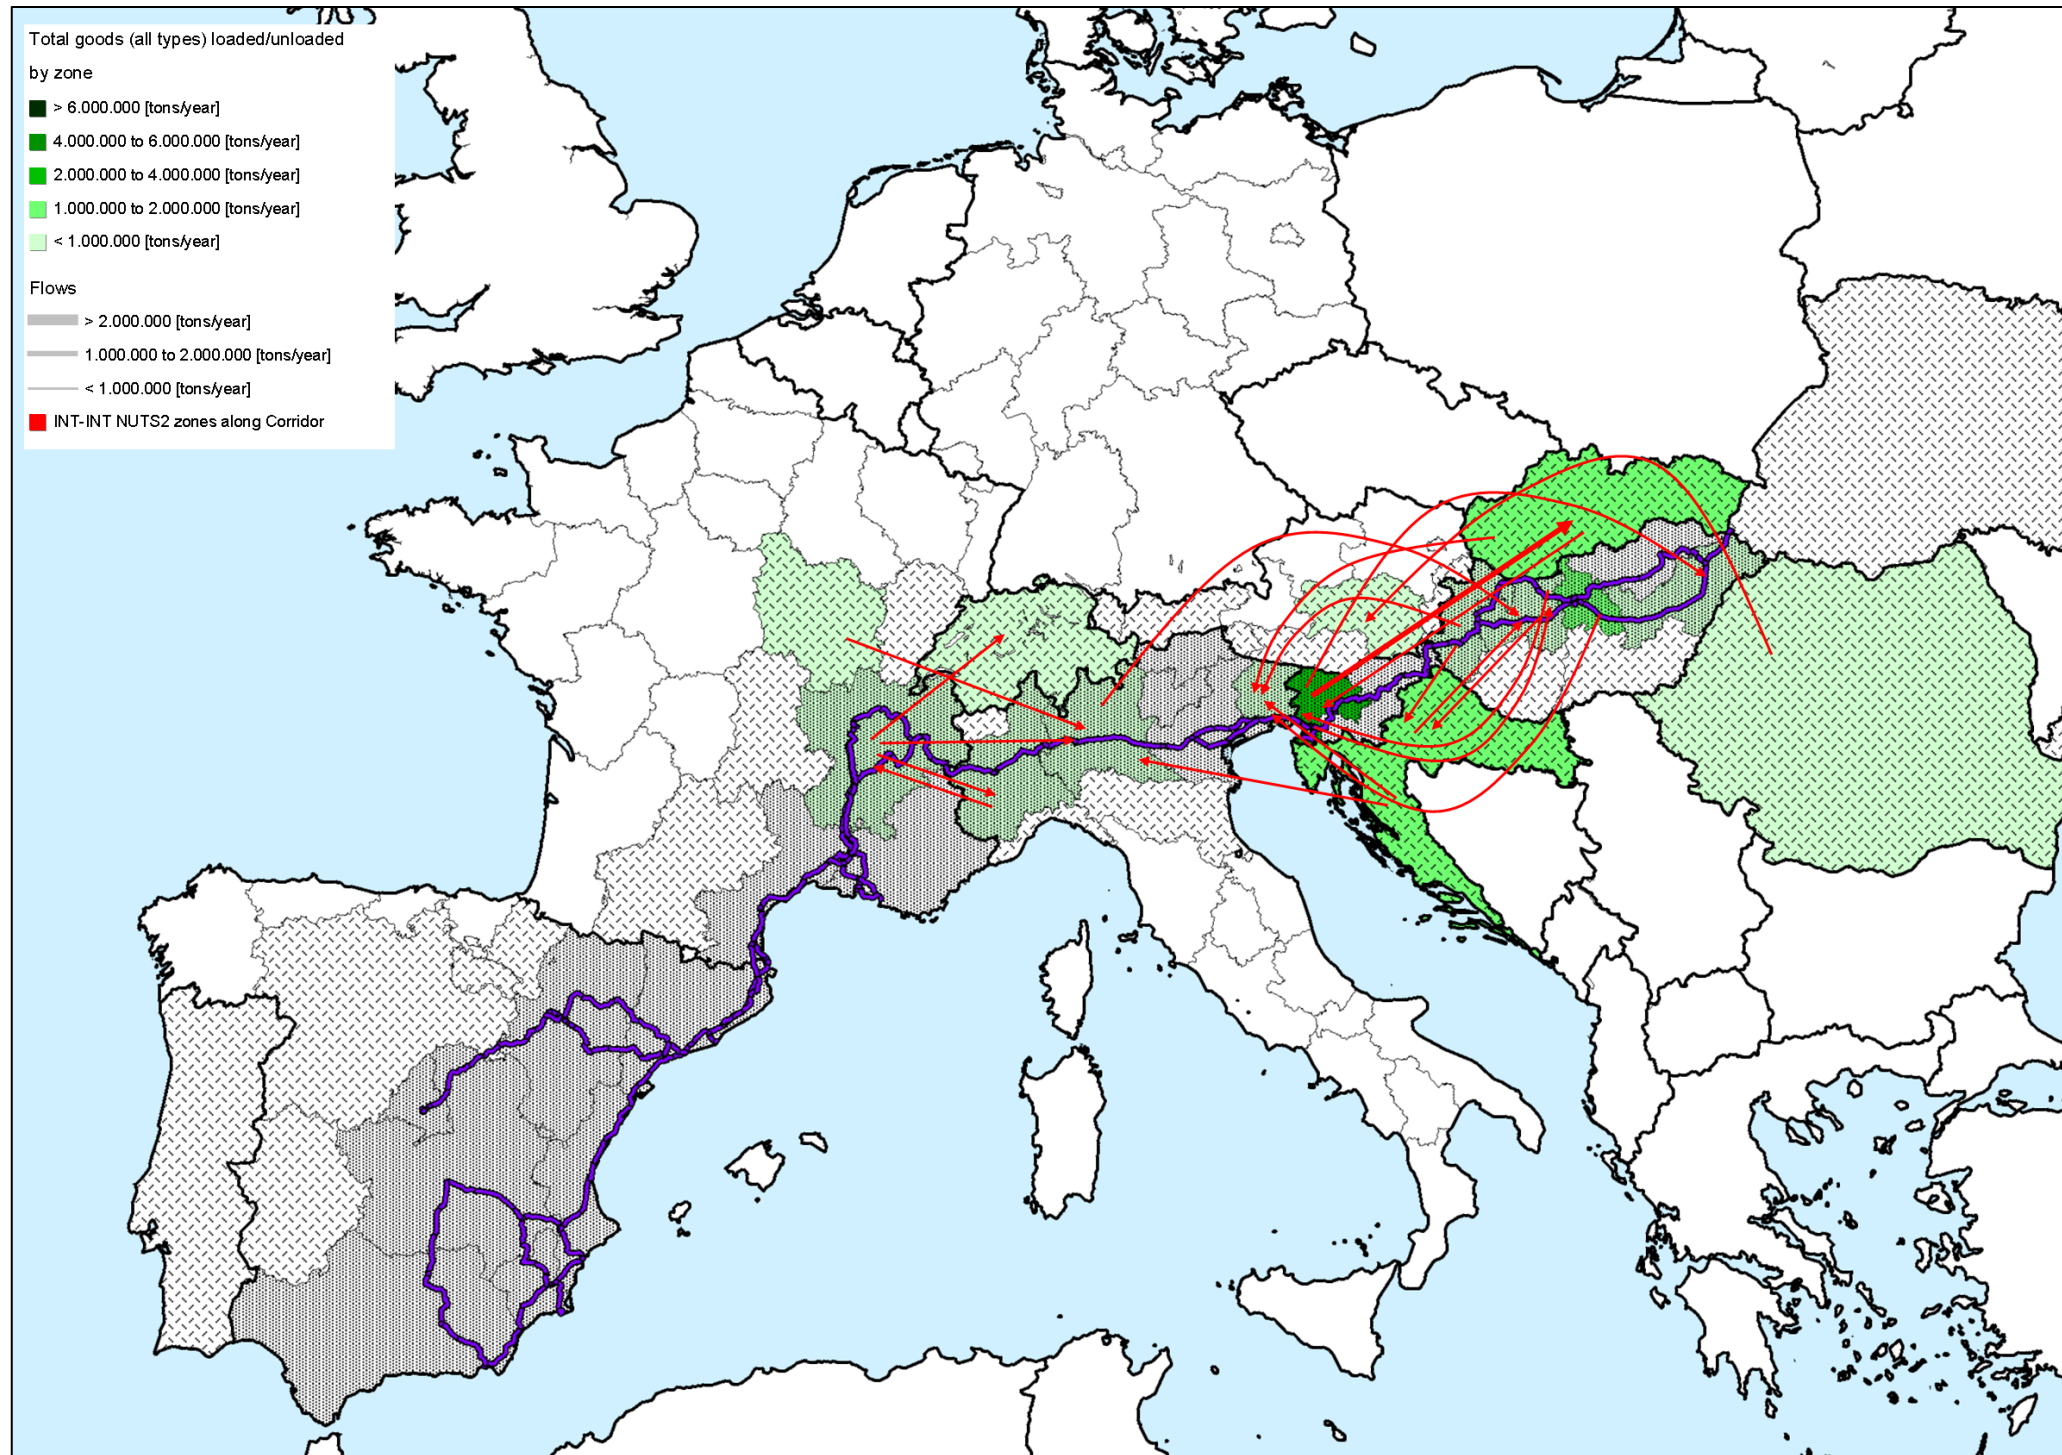 Total goods (all types) loaded/unloaded
by zone
> 6.000.000 [tons/year]
4.000.000 to 6.000.000 [tons/year]
2.000.000 to 4.000.000 [tons/year]
1.000.000 to 2.000.000 [tons/year]
< 1.000.000 [tons/year]
Flows
> 2.000.000 [tons/year]
1.000.000 to 2.000.000 [tons/year]
< 1.000.000 [tons/year]
INT-INT NUTS2 zones along Corridor